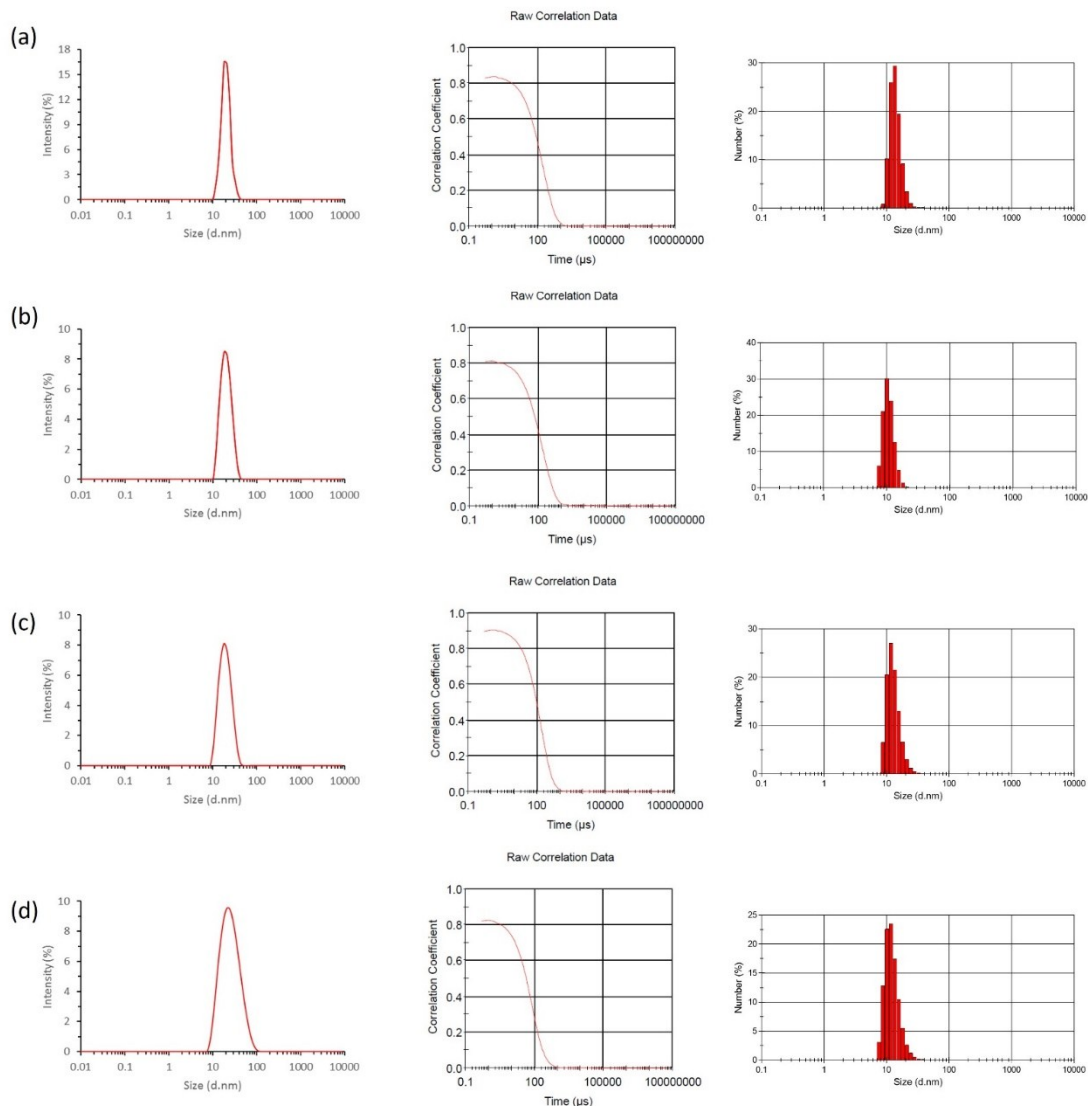 (a)
Intensity (%)
18
15
12
9
6
3
0
0.01 0.1 1 10 100 1000 10000
Size (d.nm)
Raw Correlation Data
Correlation Coefficient
1.0
0.8
0.6
0.4
0.2
0.0
0.1 100 100000 100000000
Time (µs)
Number (%)
30
20
10
0
0.1 1 10 100 1000 10000
Size (d.nm)
(b)
Intensity (%)
10
8
6
4
2
0
0.01 0.1 1 10 100 1000 10000
Size (d.nm)
Raw Correlation Data
Correlation Coefficient
1.0
0.8
0.6
0.4
0.2
0.0
0.1 100 100000 100000000
Time (µs)
Number (%)
40
30
20
10
0
0.1 1 10 100 1000 10000
Size (d.nm)
(c)
Intensity (%)
10
8
6
4
2
0
0.01 0.1 1 10 100 1000 10000
Size (d.nm)
Raw Correlation Data
Correlation Coefficient
1.0
0.8
0.6
0.4
0.2
0.0
0.1 100 100000 100000000
Time (µs)
Number (%)
30
20
10
0
0.1 1 10 100 1000 10000
Size (d.nm)
(d)
Intensity (%)
10
8
6
4
2
0
0.01 0.1 1 10 100 1000 10000
Size (d.nm)
Raw Correlation Data
Correlation Coefficient
1.0
0.8
0.6
0.4
0.2
0.0
0.1 100 100000 100000000
Time (µs)
Number (%)
25
20
15
10
5
0
0.1 1 10 100 1000 10000
Size (d.nm)